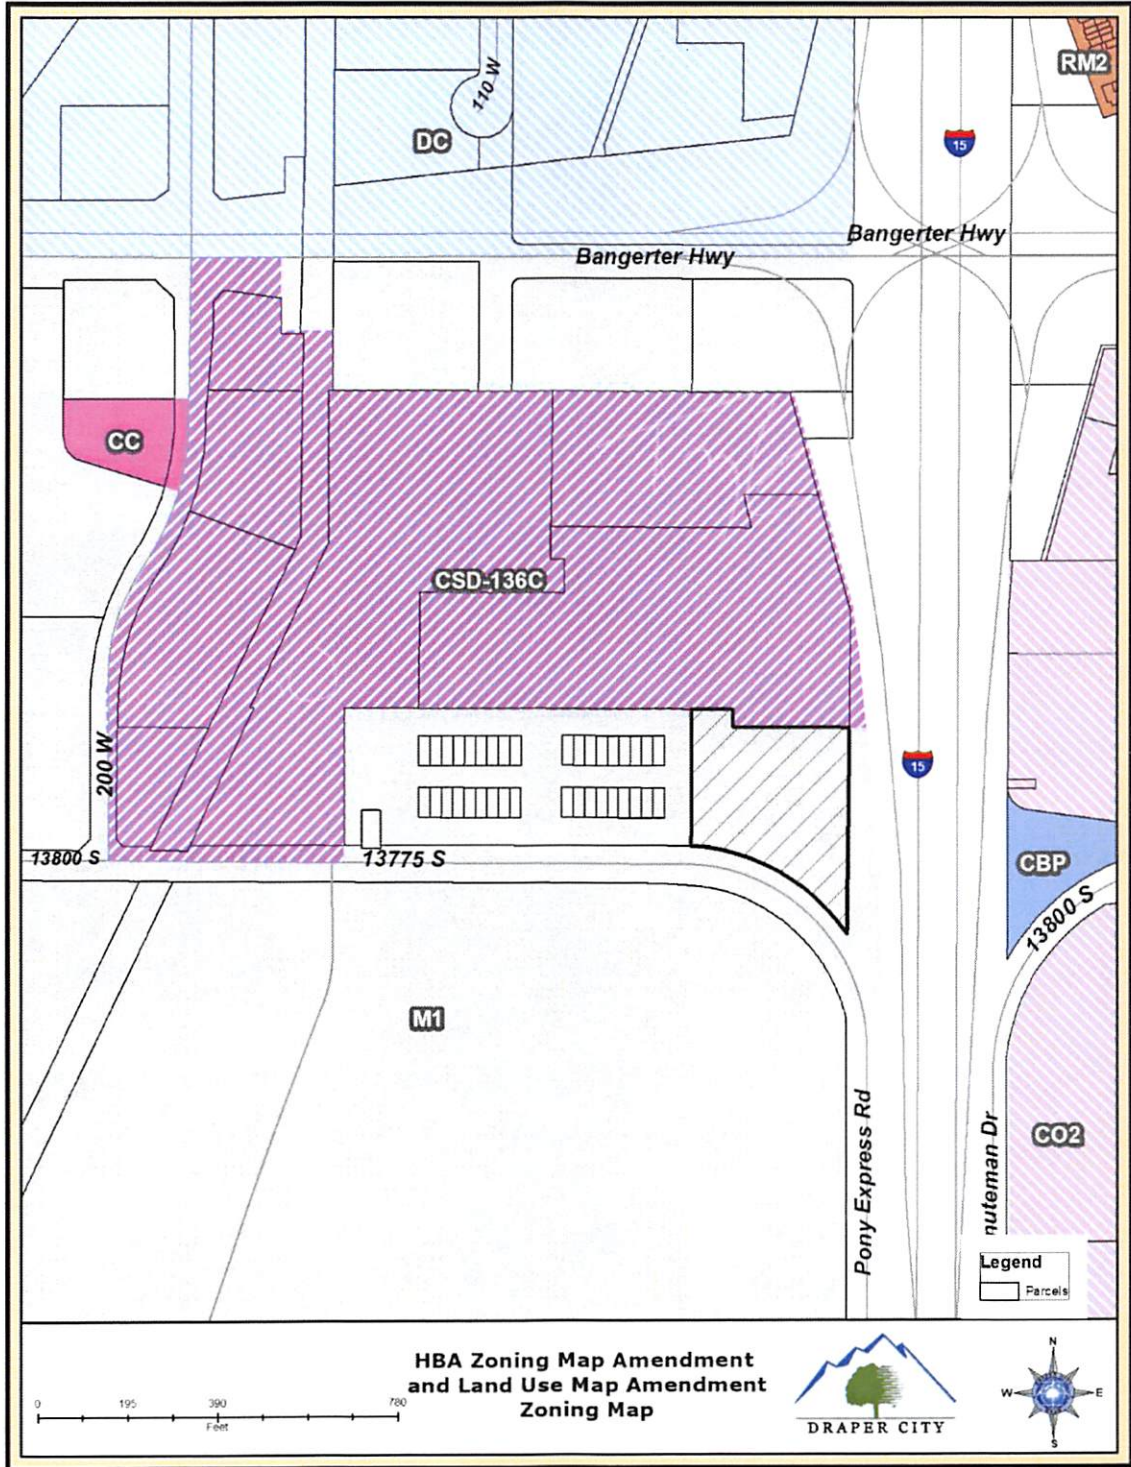 RM2
110 W
DC
15
Bangerter Hwy
Bangerter Hwy
CC
CSD-136C
200 W
15
13800 S
13775 S
CBP
13800 S
M1
CO2
Pony Express Rd
nuteman Dr
Legend
Parcels
HBA Zoning Map Amendment
and Land Use Map Amendment
Zoning Map
0 195 390 780
Feet
DRAPER CITY
N
W E
S